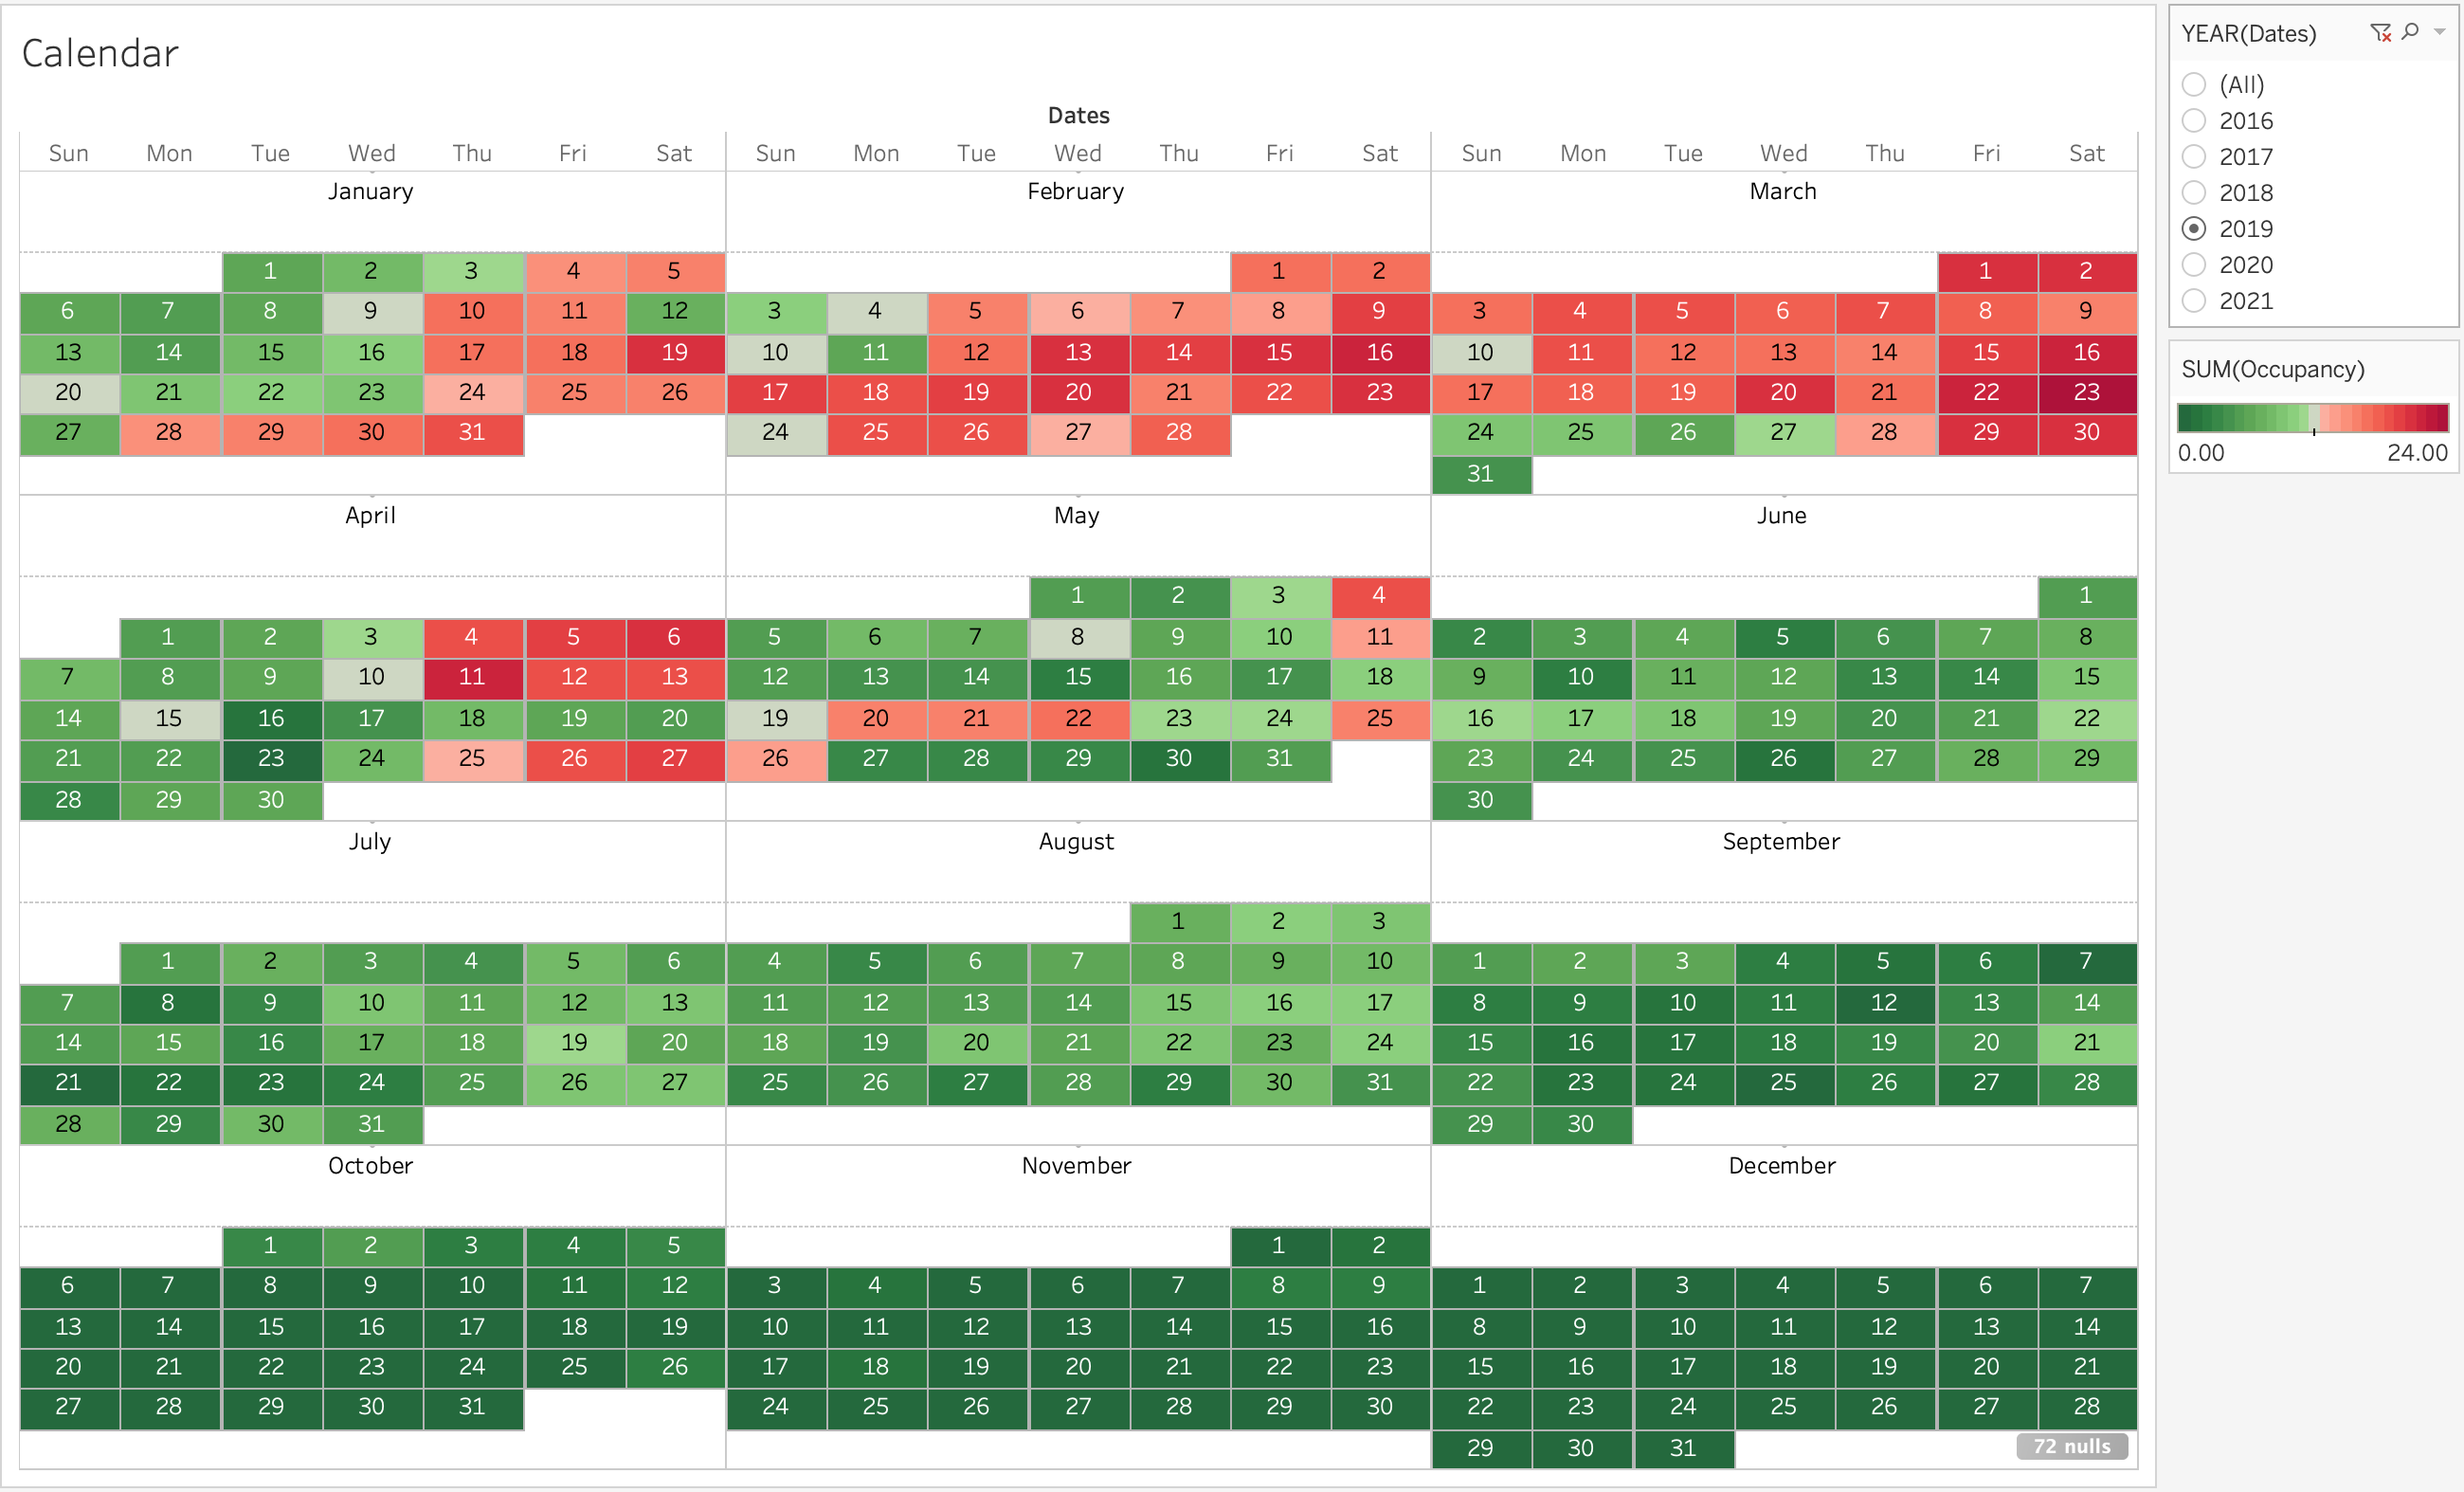 Calendar
Dates
Sun Mon Tue Wed Thu Fri Sat Sun Mon Tue Wed Thu Fri Sat Sun Mon Tue Wed Thu Fri Sat
January February March
1 2 3 4 5 1 2 1 2
6 7 8 9 10 11 12 3 4 5 6 7 8 9 3 4 5 6 7 8 9
13 14 15 16 17 18 19 10 11 12 13 14 15 16 10 11 12 13 14 15 16
20 21 22 23 24 25 26 17 18 19 20 21 22 23 17 18 19 20 21 22 23
27 28 29 30 31 24 25 26 27 28 24 25 26 27 28 29 30
31
April May June
1 2 3 4 1
1 2 3 4 5 6 5 6 7 8 9 10 11 2 3 4 5 6 7 8
7 8 9 10 11 12 13 12 13 14 15 16 17 18 9 10 11 12 13 14 15
14 15 16 17 18 19 20 19 20 21 22 23 24 25 16 17 18 19 20 21 22
21 22 23 24 25 26 27 26 27 28 29 30 31 23 24 25 26 27 28 29
28 29 30 30
July August September
1 2 3
1 2 3 4 5 6 4 5 6 7 8 9 10 1 2 3 4 5 6 7
7 8 9 10 11 12 13 11 12 13 14 15 16 17 8 9 10 11 12 13 14
14 15 16 17 18 19 20 18 19 20 21 22 23 24 15 16 17 18 19 20 21
21 22 23 24 25 26 27 25 26 27 28 29 30 31 22 23 24 25 26 27 28
28 29 30 31 29 30
October November December
1 2 3 4 5 1 2
6 7 8 9 10 11 12 3 4 5 6 7 8 9 1 2 3 4 5 6 7
13 14 15 16 17 18 19 10 11 12 13 14 15 16 8 9 10 11 12 13 14
20 21 22 23 24 25 26 17 18 19 20 21 22 23 15 16 17 18 19 20 21
27 28 29 30 31 24 25 26 27 28 29 30 22 23 24 25 26 27 28
29 30 31 72 nulls
YEAR(Dates)
(All)
2016
2017
2018
2019
2020
2021
SUM(Occupancy)
0.00 24.00